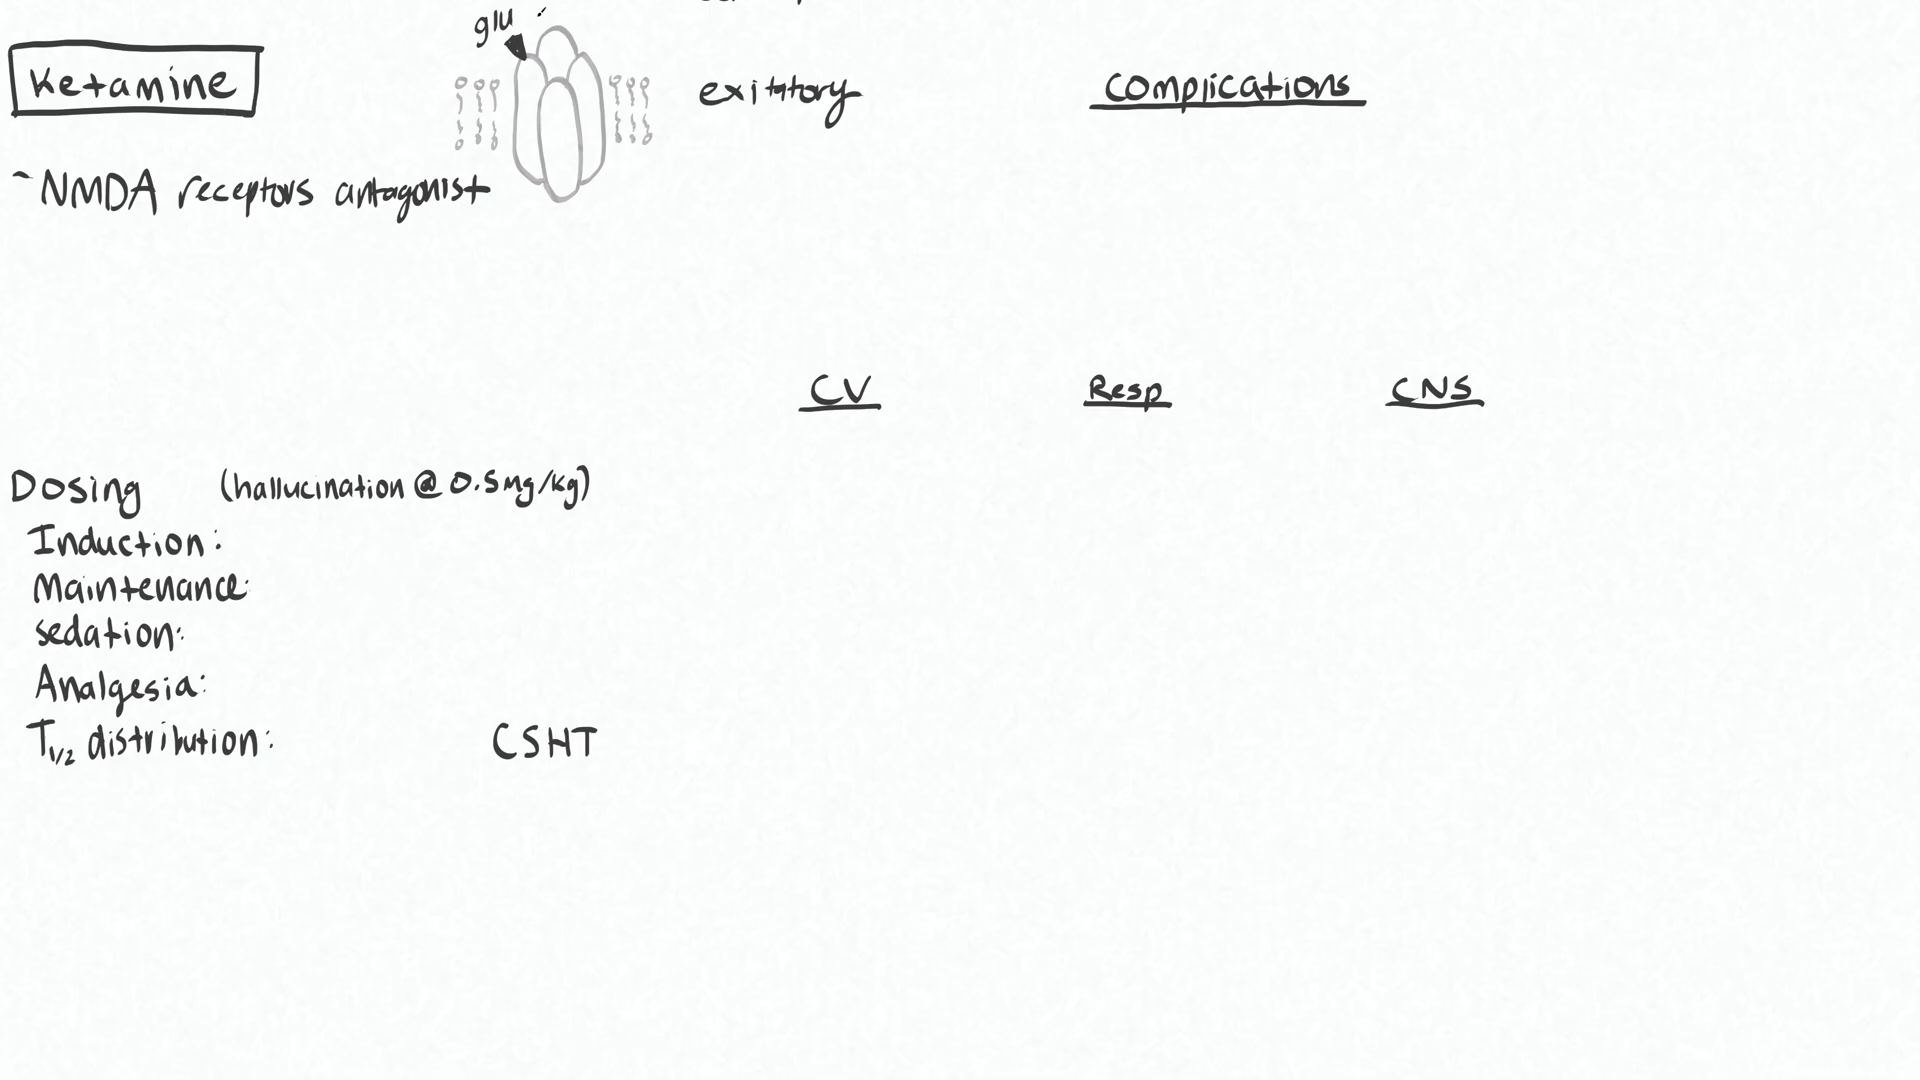 glu
Ketamine
exitatory
Complications
~NMDA receptors antagonist
CV
Resp
CNS
Dosing (hallucination @ 0.5mg/kg)
Induction:
Maintenance:
sedation:
Analgesia:
T1/2 distribution: CSHT